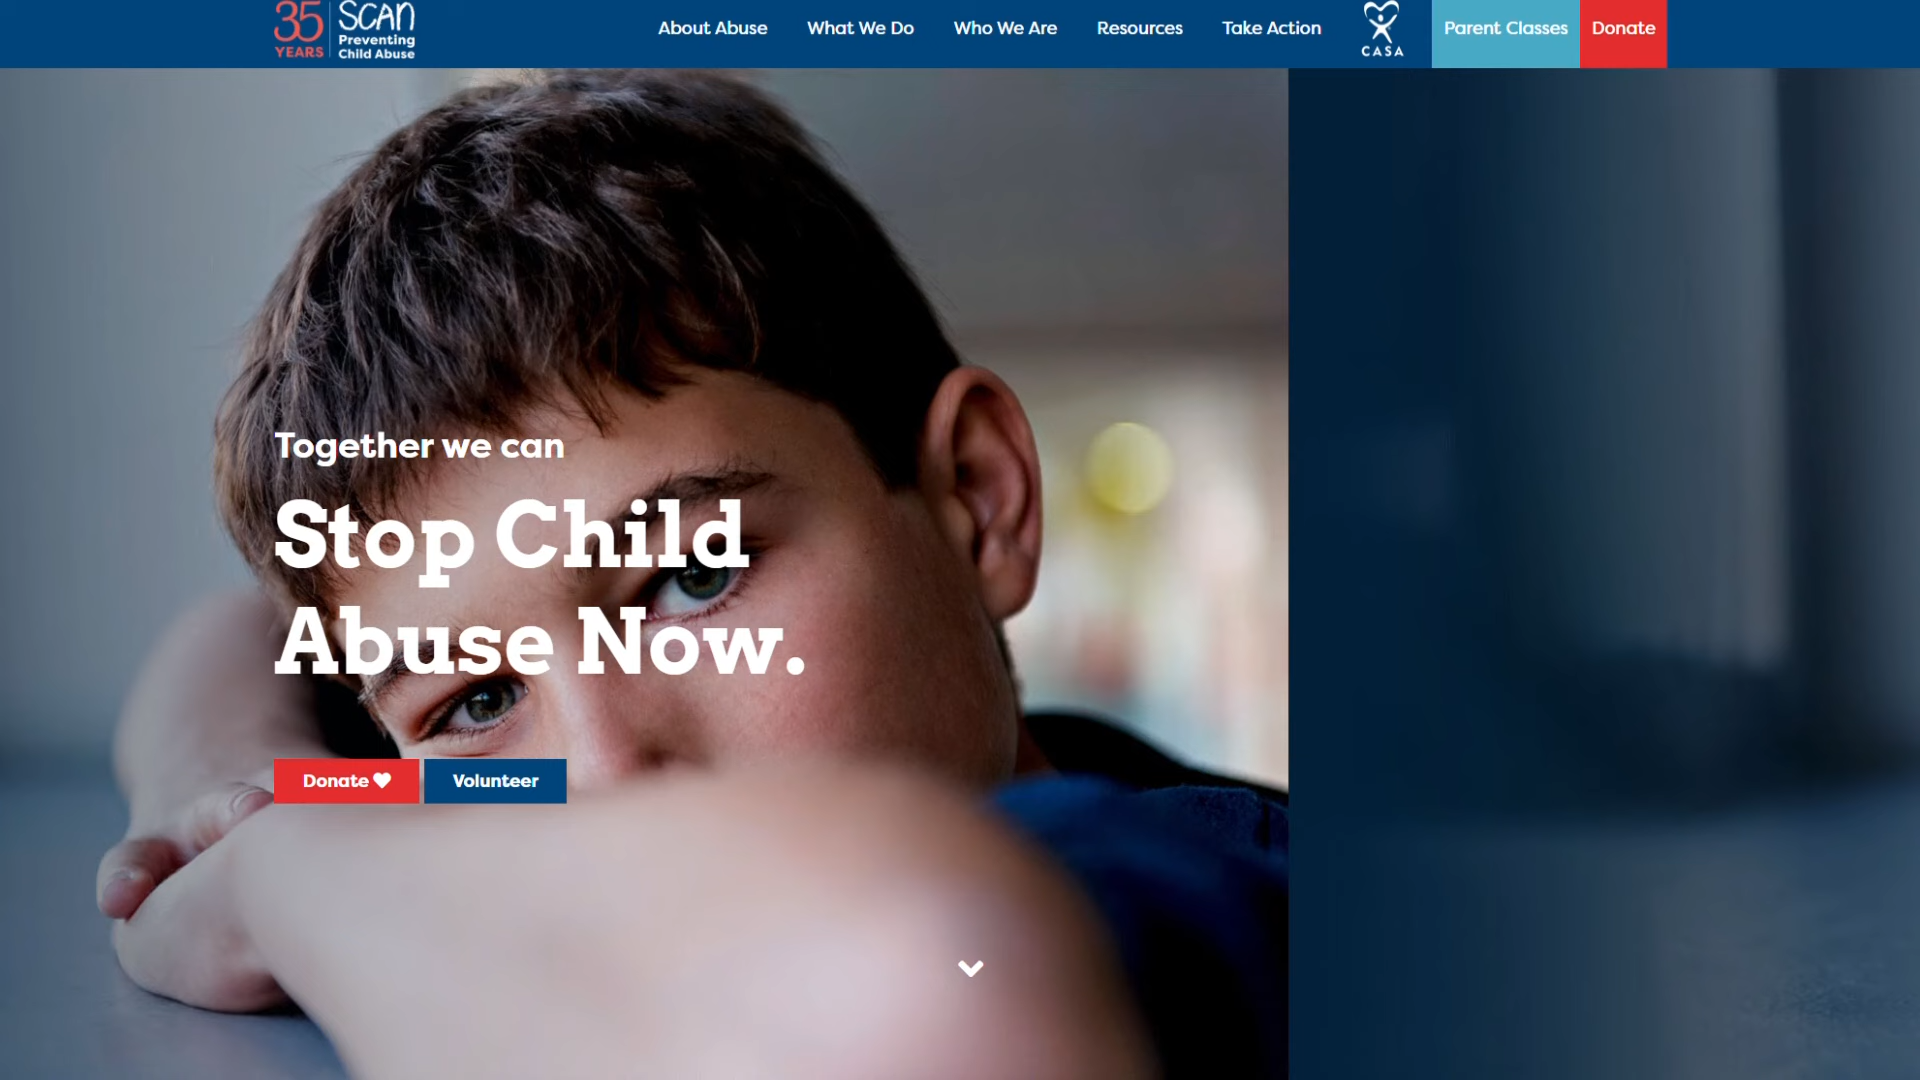 35
YEARS
SCAN
Preventing
Child Abuse
About Abuse
What We Do
Who We Are
Resources
Take Action
CASA
Parent Classes
Donate
Together we can
Stop Child
Abuse Now.
Donate
Volunteer